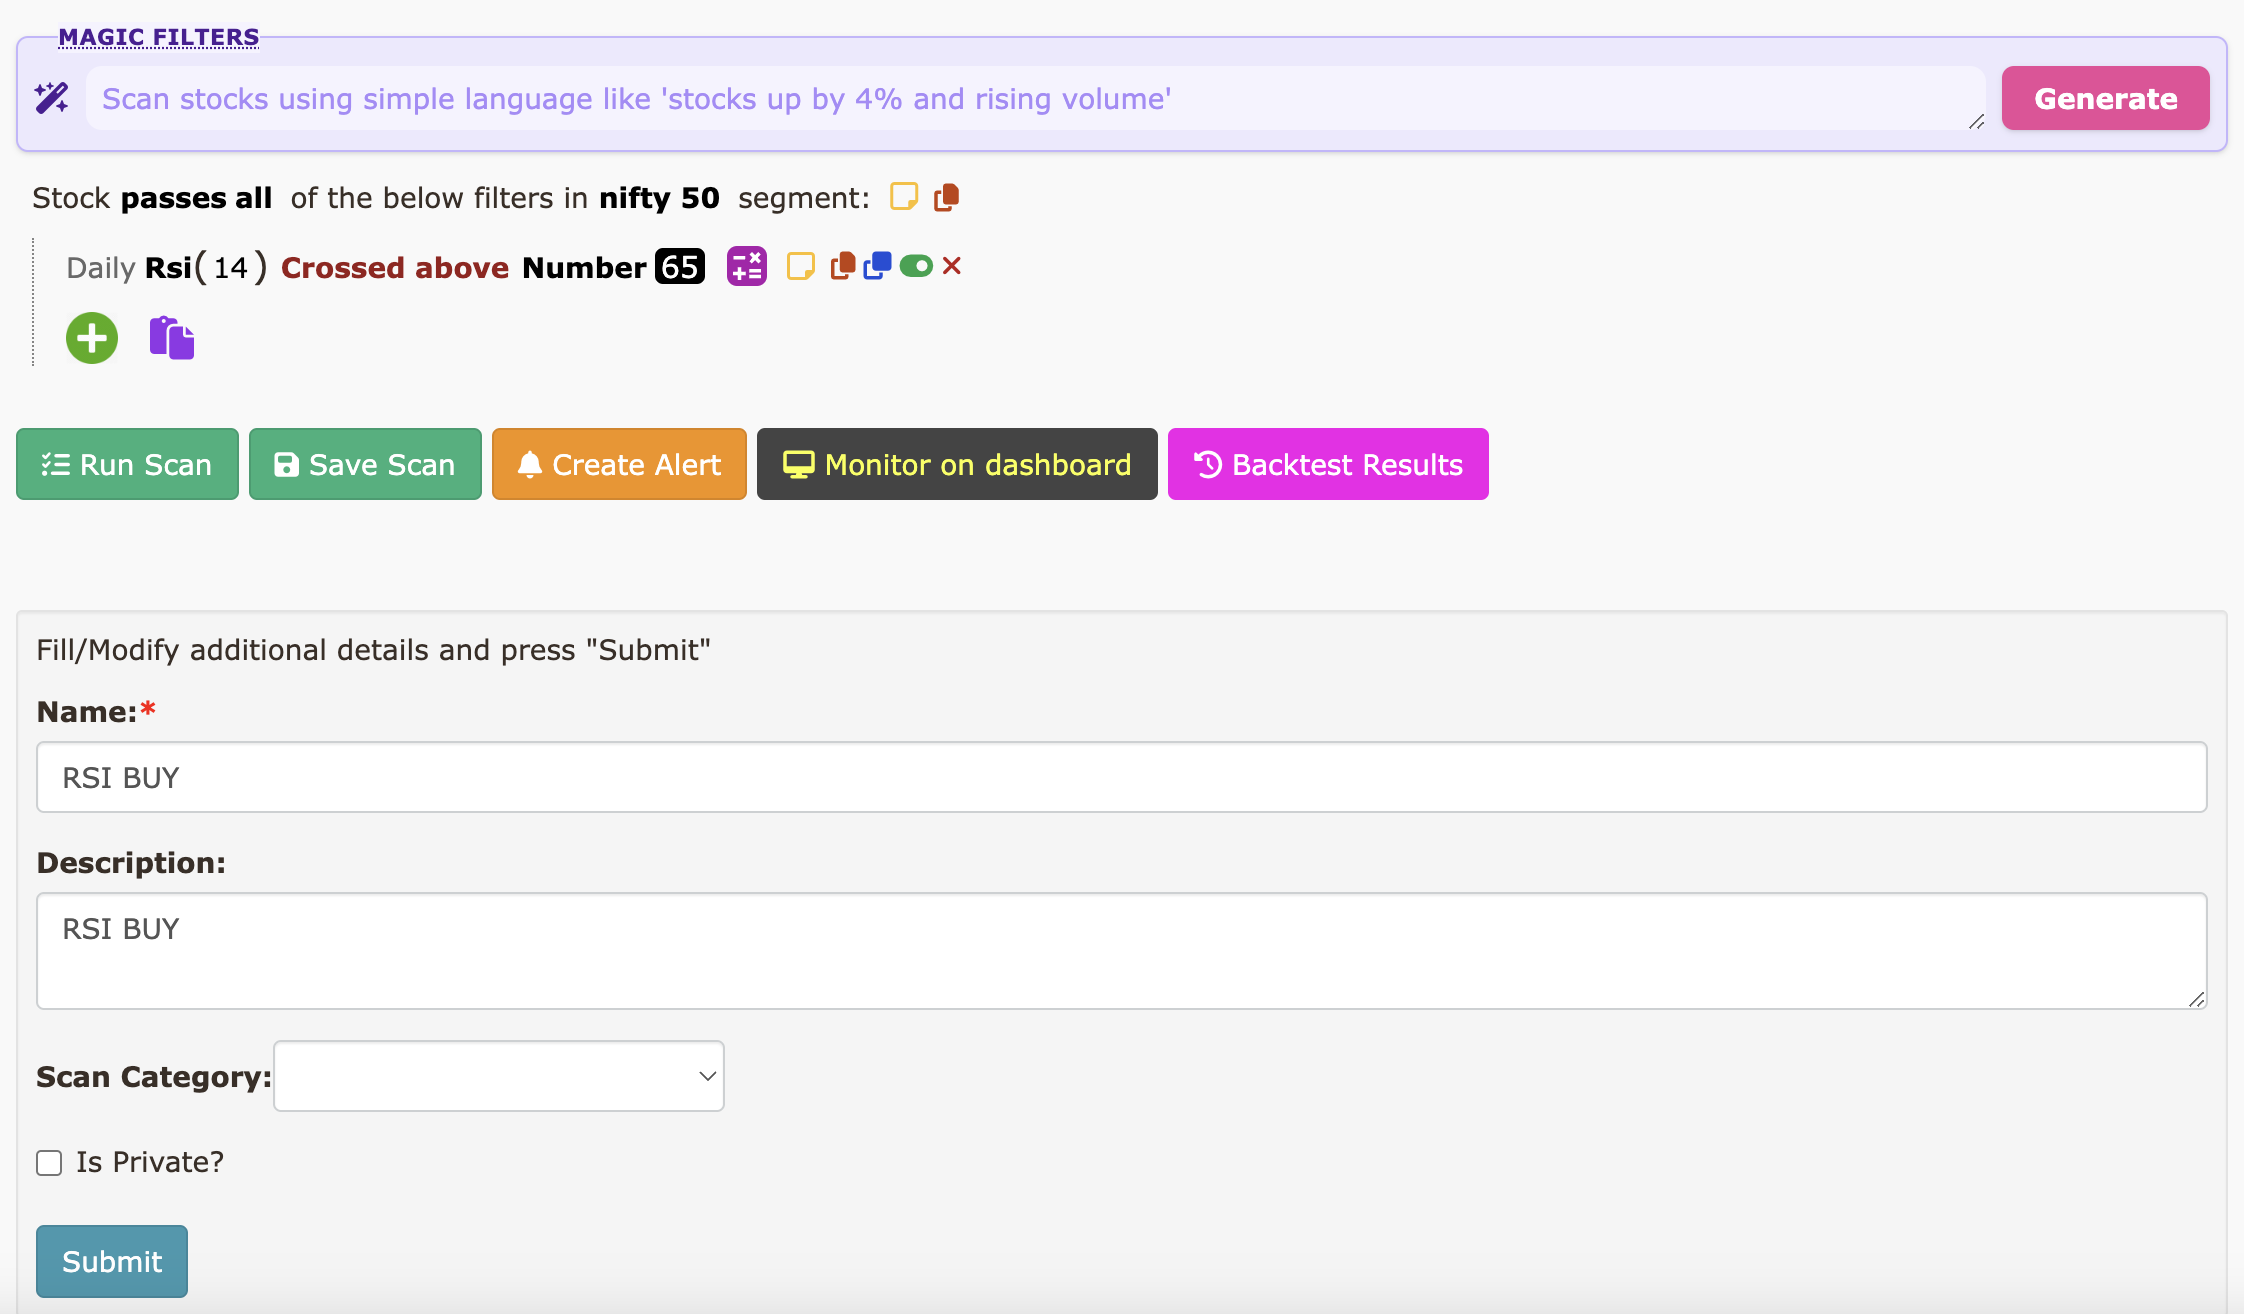 MAGIC FILTERS
Scan stocks using simple language like 'stocks up by 4% and rising volume'
Generate
Stock passes all of the below filters in nifty 50 segment:
Daily Rsi( 14 ) Crossed above Number 65
Run Scan
Save Scan
Create Alert
Monitor on dashboard
Backtest Results
Fill/Modify additional details and press "Submit"
Name:*
RSI BUY
Description:
RSI BUY
Scan Category:
Is Private?
Submit